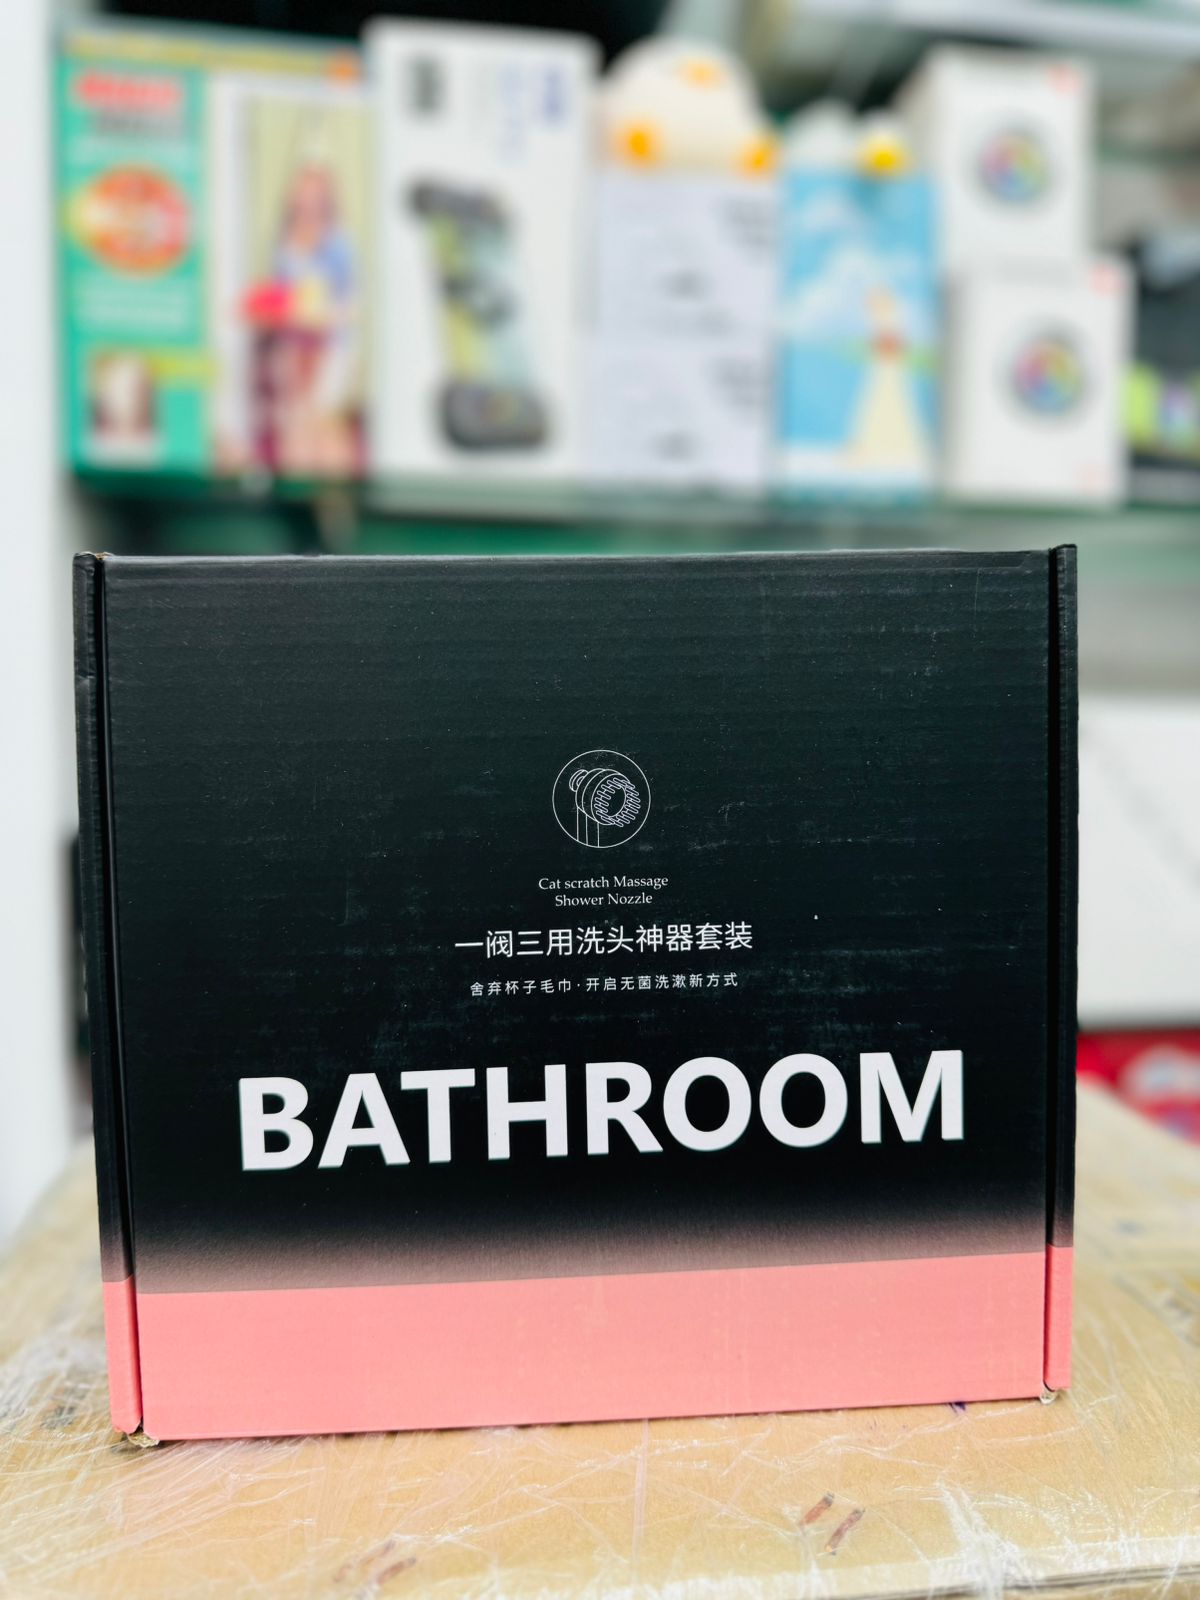 Cat scratch Massage
Shower Nozzle
一阀三用洗头神器套装
舍弃杯子毛巾·开启无菌洗漱新方式
BATHROOM